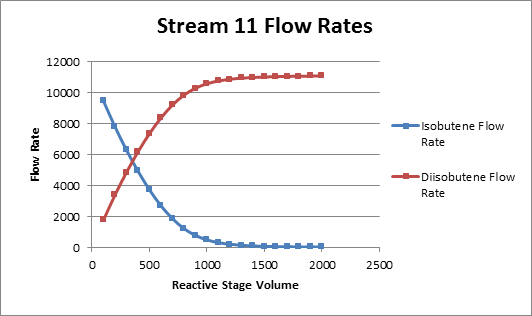 Stream 11 Flow Rates
12000
10000
8000
6000
4000
2000
0
Flow Rate
0 500 1000 1500 2000 2500
Reactive Stage Volume
Isobutene Flow
Rate
Diisobutene Flow
Rate